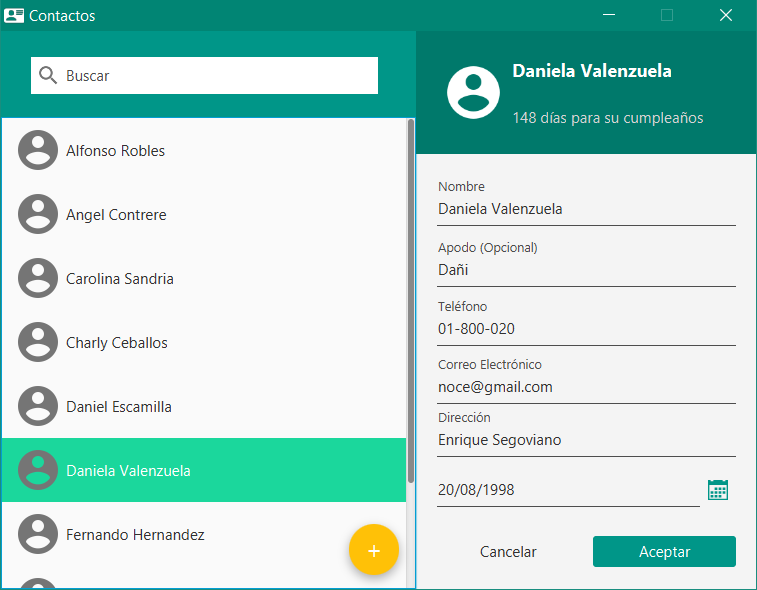 Contactos
Buscar
Alfonso Robles
Angel Contrere
Carolina Sandria
Charly Ceballos
Daniel Escamilla
Daniela Valenzuela
Fernando Hernandez
+
Daniela Valenzuela
148 días para su cumpleaños
Nombre
Daniela Valenzuela
Apodo (Opcional)
Dañi
Teléfono
01-800-020
Correo Electrónico
noce@gmail.com
Dirección
Enrique Segoviano
20/08/1998
Cancelar
Aceptar